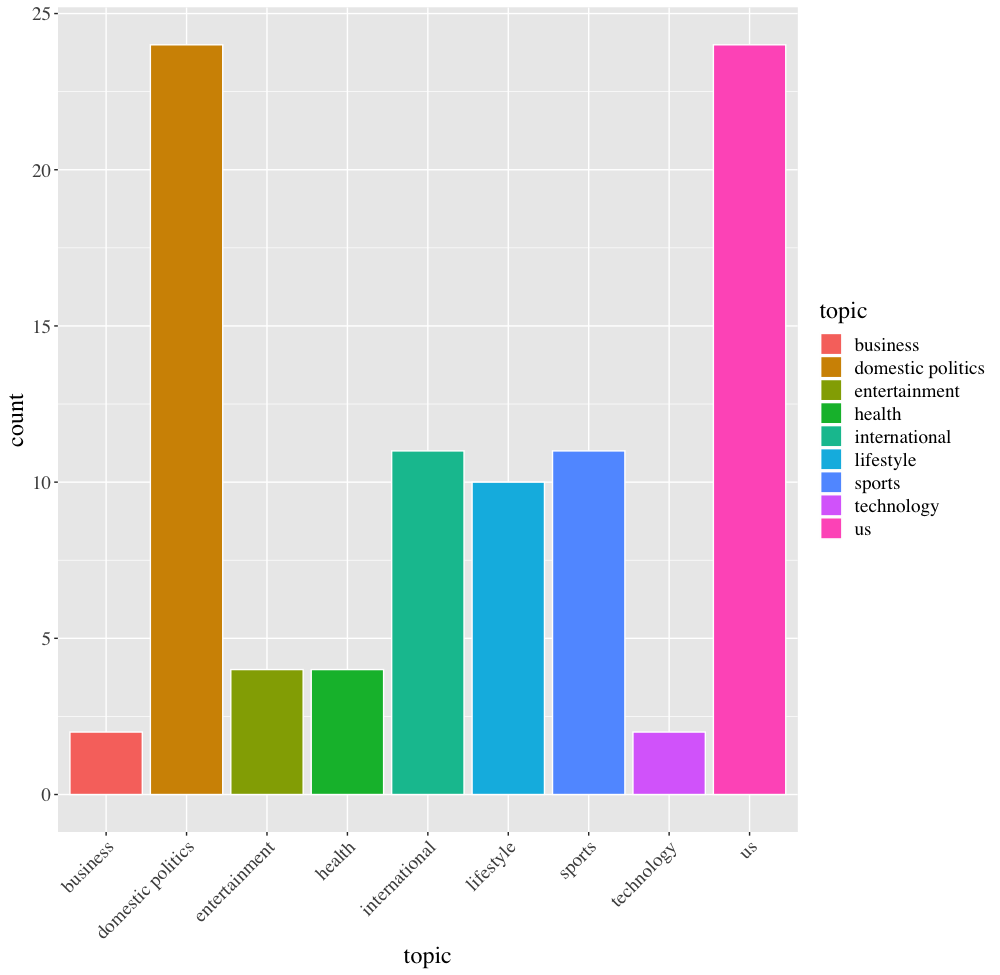 25
20
15
10
5
0
count
business
domestic politics
entertainment
health
international
lifestyle
sports
technology
us
topic
topic
business
domestic politics
entertainment
health
international
lifestyle
sports
technology
us